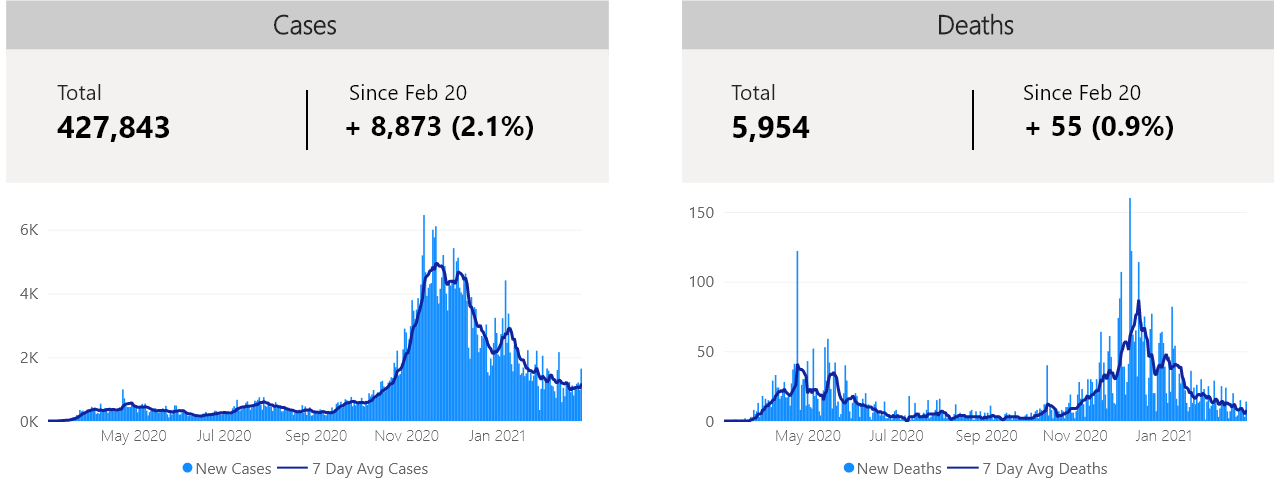 Cases
Total
427,843
Since Feb 20
+ 8,873 (2.1%)
6K
4K
2K
0K
May 2020 Jul 2020 Sep 2020 Nov 2020 Jan 2021
New Cases 7 Day Avg Cases
Deaths
Total
5,954
Since Feb 20
+ 55 (0.9%)
150
100
50
0
May 2020 Jul 2020 Sep 2020 Nov 2020 Jan 2021
New Deaths 7 Day Avg Deaths